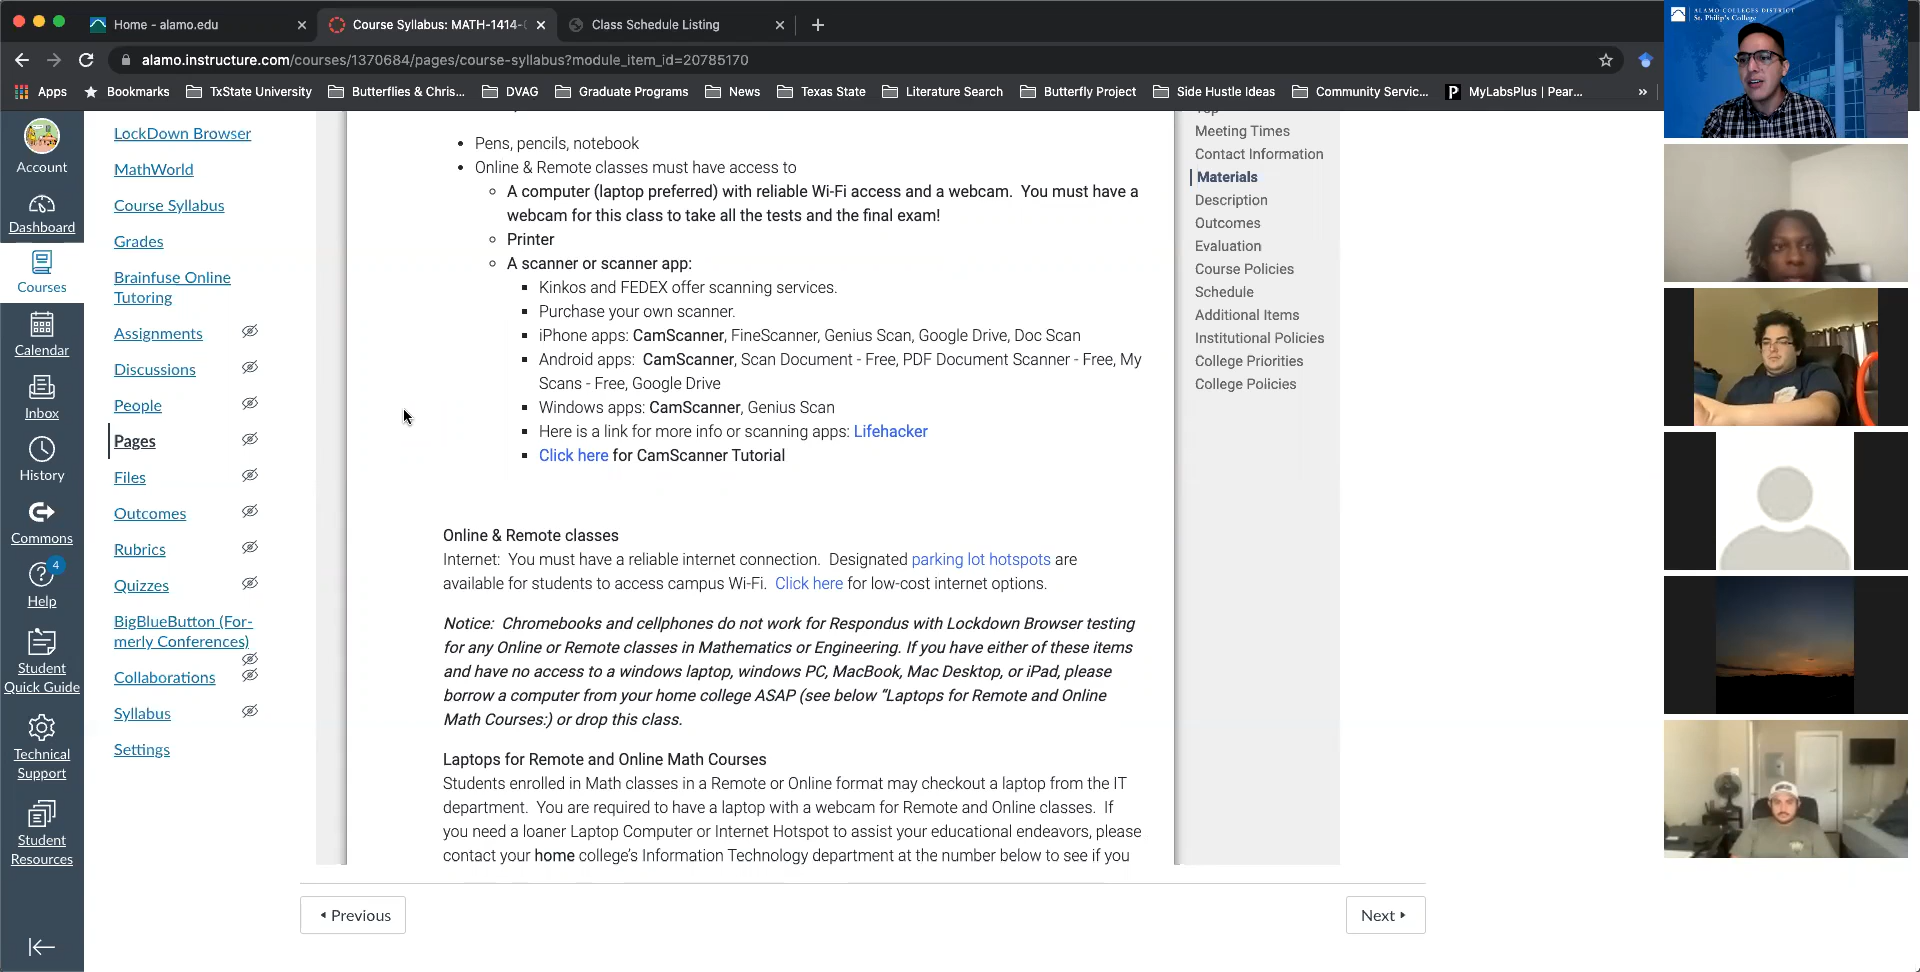 Home - alamo.edu
Course Syllabus: MATH-1414-
Class Schedule Listing
alamo.instructure.com/courses/1370684/pages/course-syllabus?module_item_id=20785170
Apps
Bookmarks
TxState University
Butterflies & Chris...
DVAG
Graduate Programs
News
Texas State
Literature Search
Butterfly Project
Side Hustle Ideas
Community Servic...
MyLabsPlus | Pear...
»
ALAMO COLLEGES DISTRICT
St. Philip's College
Account
Dashboard
Courses
Calendar
Inbox
History
Commons
4
Help
Student
Quick Guide
Technical
Support
Student
Resources
LockDown Browser
MathWorld
Course Syllabus
Grades
Brainfuse Online
Tutoring
Assignments
Discussions
People
Pages
Files
Outcomes
Rubrics
Quizzes
BigBlueButton (For-
merly Conferences)
Collaborations
Syllabus
Settings
• Pens, pencils, notebook
• Online & Remote classes must have access to
A computer (laptop preferred) with reliable Wi-Fi access and a webcam. You must have a
webcam for this class to take all the tests and the final exam!
Printer
A scanner or scanner app:
Kinkos and FEDEX offer scanning services.
Purchase your own scanner.
iPhone apps: CamScanner, FineScanner, Genius Scan, Google Drive, Doc Scan
Android apps: CamScanner, Scan Document - Free, PDF Document Scanner - Free, My
Scans - Free, Google Drive
Windows apps: CamScanner, Genius Scan
Here is a link for more info or scanning apps: Lifehacker
Click here for CamScanner Tutorial
Online & Remote classes
Internet: You must have a reliable internet connection. Designated parking lot hotspots are
available for students to access campus Wi-Fi. Click here for low-cost internet options.
Notice: Chromebooks and cellphones do not work for Respondus with Lockdown Browser testing
for any Online or Remote classes in Mathematics or Engineering. If you have either of these items
and have no access to a windows laptop, windows PC, MacBook, Mac Desktop, or iPad, please
borrow a computer from your home college ASAP (see below "Laptops for Remote and Online
Math Courses:) or drop this class.
Laptops for Remote and Online Math Courses
Students enrolled in Math classes in a Remote or Online format may checkout a laptop from the IT
department. You are required to have a laptop with a webcam for Remote and Online classes. If
you need a loaner Laptop Computer or Internet Hotspot to assist your educational endeavors, please
contact your home college's Information Technology department at the number below to see if you
Top
Meeting Times
Contact Information
Materials
Description
Outcomes
Evaluation
Course Policies
Schedule
Additional Items
Institutional Policies
College Priorities
College Policies
Previous
Next